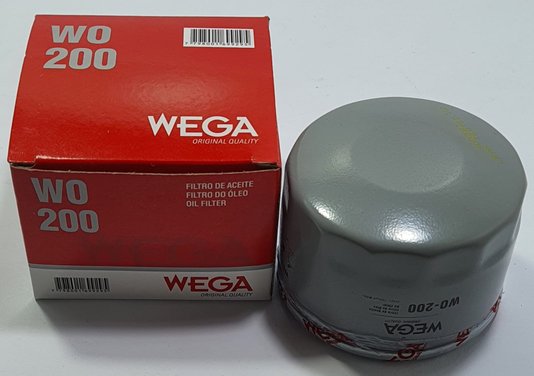 WO
200
WEGA
ORIGINAL QUALITY
WO
200
FILTRO DE ACEITE
FILTRO DO ÓLEO
OIL FILTER
WEGA
ORIGINAL QUALITY
WO-200
WEGA